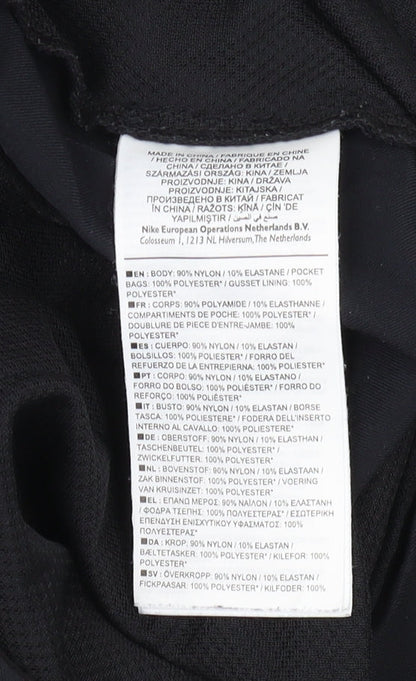 MADE IN CHINA / FABRIQUE EN CHINE
/ HECHO EN CHINA / FABRICADO NA
CHINA / СДЕЛАНО В КИТАЕ /
SZÁRMAZÁSI ORSZÁG: KÍNA / ZEMLJA
PROIZVODNJE: KINA / DRŽAVA
PROIZVODNJE: KITAJSKA /
ПРОИЗВЕДЕНО В КИТАЙ / FABRICAT
ÎN CHINA / RAŽOTS: ĶĪNĀ / ÇİN 'DE
YAPILMIŞTIR / صنع في الصين
Nike European Operations Netherlands B.V.
Colosseum 1, 1213 NL Hilversum, The Netherlands
■EN: BODY: 90% NYLON / 10% ELASTANE / POCKET
BAGS: 100% POLYESTER* / GUSSET LINING: 100%
POLYESTER*
■FR: CORPS: 90% POLYAMIDE / 10% ELASTHANNE /
COMPARTIMENTS DE POCHE: 100% POLYESTER* /
DOUBLURE DE PIECE D'ENTRE-JAMBE: 100%
POLYESTER*
■ES: CUERPO: 90% NYLON / 10% ELASTAN /
BOLSILLOS: 100% POLIÉSTER* / FORRO DEL
REFUERZO DE LA ENTREPIERNA: 100% POLIÉSTER*
■PT: CORPO: 90% NYLON / 10% ELASTANO /
FORRO DO BOLSO: 100% POLIÉSTER* / FORRO DO
REFORÇO: 100% POLIÉSTER*
■IT: BUSTO: 90% NYLON / 10% ELASTAN / BORSE
TASCA: 100% POLIESTERE* / FODERA DELL'INSERTO
INTERNO AL CAVALLO: 100% POLIESTERE*
■DE: OBERSTOFF: 90% NYLON / 10% ELASTHAN /
TASCHENBEUTEL: 100% POLYESTER* /
ZWICKELFUTTER: 100% POLYESTER*
■NL: BOVENSTOF: 90% NYLON / 10% ELASTAAN /
ZAK BINNENSTOF: 100% POLYESTER* / VOERING
VAN KRUISINZET: 100% POLYESTER*
■EL: ΕΠΑΝΩ ΜΕΡΟΣ: 90% ΝΑΪΛΟΝ / 10% ΕΛΑΣΤΑΝΗ
/ ΦΟΔΡΑ ΤΣΕΠΗΣ: 100% ΠΟΛΥΕΣΤΕΡΑΣ* / ΕΣΩΤΕΡΙΚΗ
ΕΠΕΝΔΥΣΗ ΕΝΙΣΧΥΤΙΚΟΥ ΥΦΑΣΜΑΤΟΣ: 100%
ΠΟΛΥΕΣΤΕΡΑΣ*
■DA: KROP: 90% NYLON / 10% ELASTAN /
BÆLTETASKER: 100% POLYESTER* / KILEFOR: 100%
POLYESTER*
■SV: ÖVERKROPP: 90% NYLON / 10% ELASTAN /
FICKPAASAR: 100% POLYESTER* / KILFODER: 100%